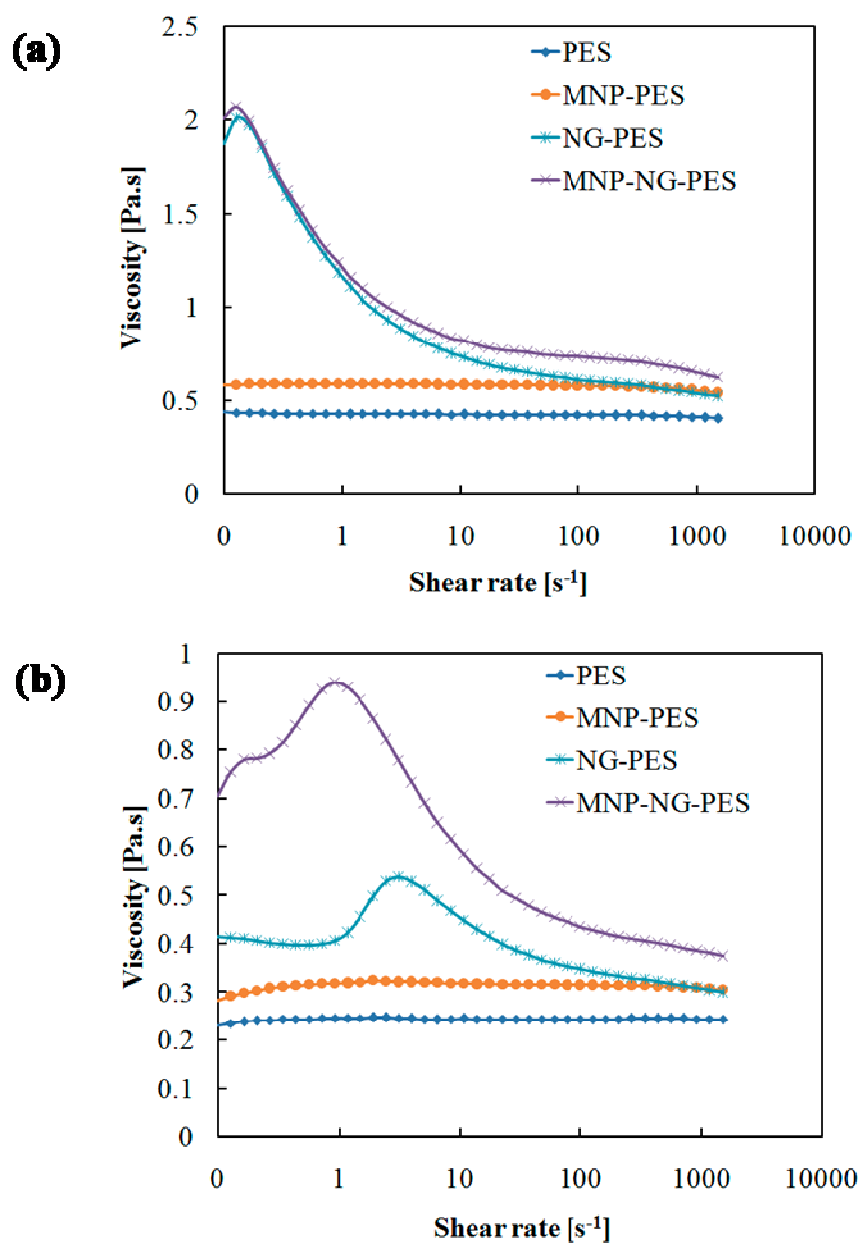 (a)
2.5
2
1.5
1
0.5
0
Viscosity [Pa.s]
PES
MNP-PES
NG-PES
MNP-NG-PES
0 1 10 100 1000 10000
Shear rate [s-1]
(b)
1
0.9
0.8
0.7
0.6
0.5
0.4
0.3
0.2
0.1
0
Viscosity [Pa.s]
PES
MNP-PES
NG-PES
MNP-NG-PES
0 1 10 100 1000 10000
Shear rate [s-1]